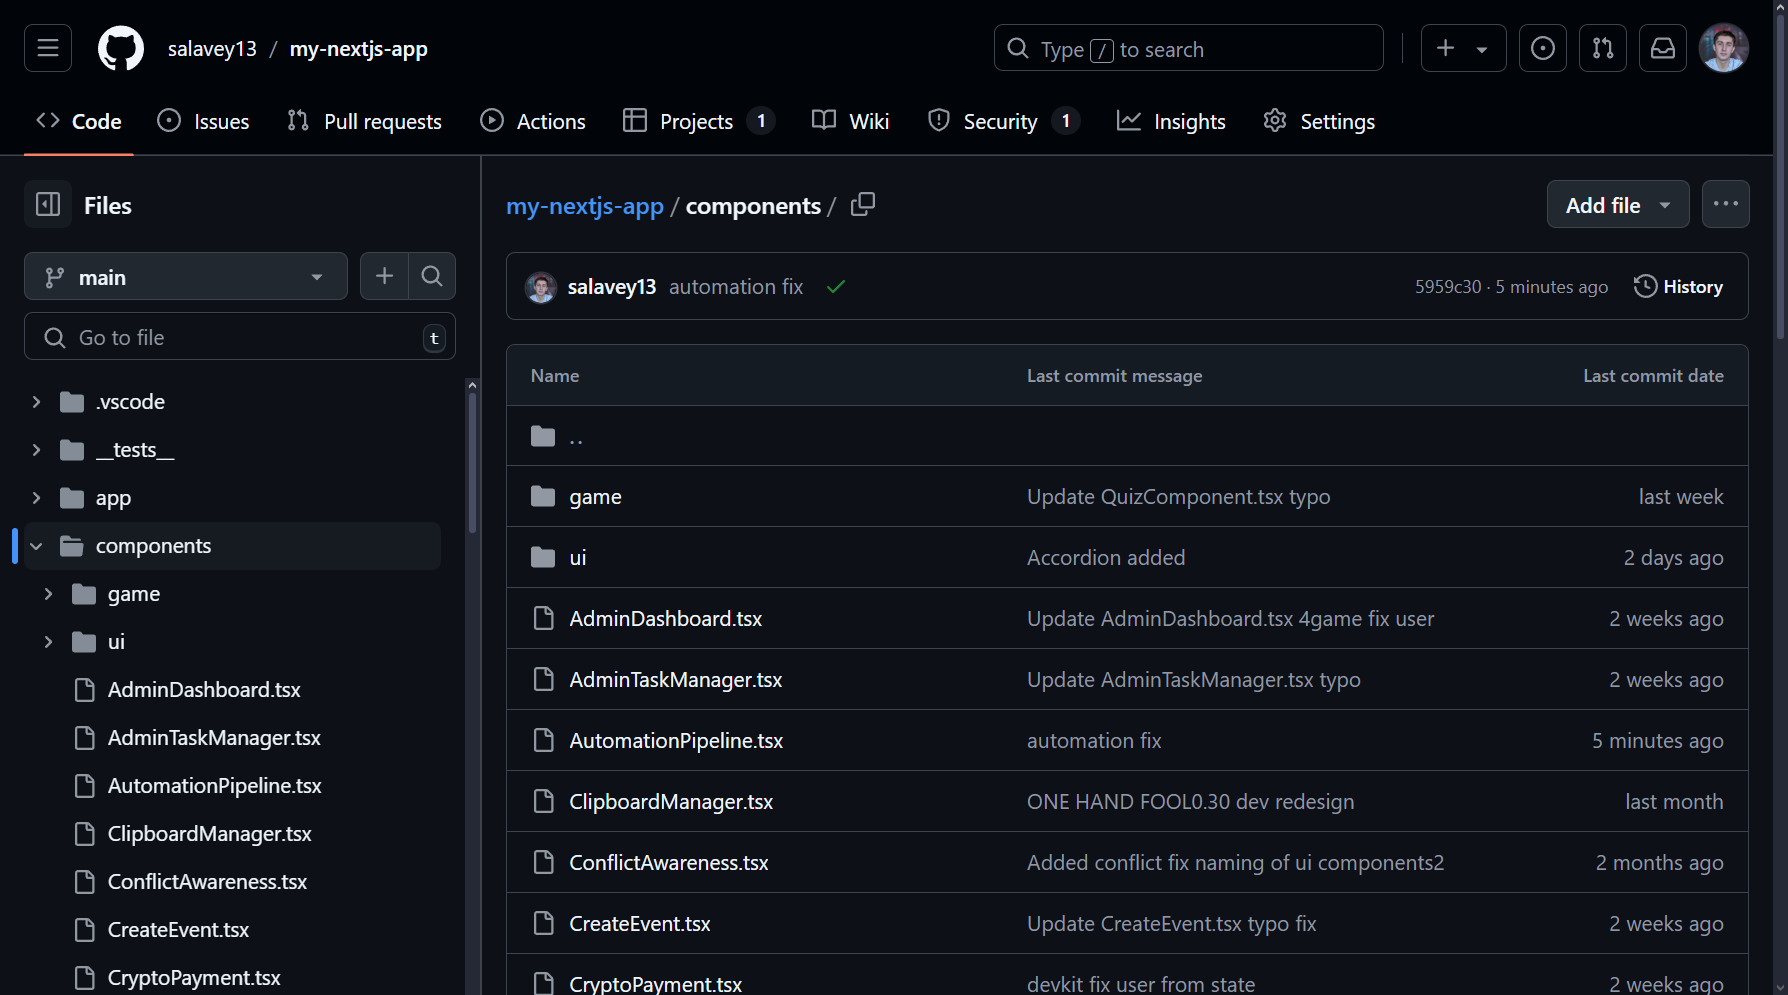 salavey13 / my-nextjs-app
Type / to search
Code
Issues
Pull requests
Actions
Projects 1
Wiki
Security 1
Insights
Settings
Files
main
Go to file
t
.vscode
__tests__
app
components
game
ui
AdminDashboard.tsx
AdminTaskManager.tsx
AutomationPipeline.tsx
ClipboardManager.tsx
ConflictAwareness.tsx
CreateEvent.tsx
CryptoPayment.tsx
my-nextjs-app / components /
Add file
salavey13 automation fix
5959c30 · 5 minutes ago
History
Name Last commit message Last commit date
..
game Update QuizComponent.tsx typo last week
ui Accordion added 2 days ago
AdminDashboard.tsx Update AdminDashboard.tsx 4game fix user 2 weeks ago
AdminTaskManager.tsx Update AdminTaskManager.tsx typo 2 weeks ago
AutomationPipeline.tsx automation fix 5 minutes ago
ClipboardManager.tsx ONE HAND FOOL0.30 dev redesign last month
ConflictAwareness.tsx Added conflict fix naming of ui components2 2 months ago
CreateEvent.tsx Update CreateEvent.tsx typo fix 2 weeks ago
CryptoPayment.tsx devkit fix user from state 2 weeks ago